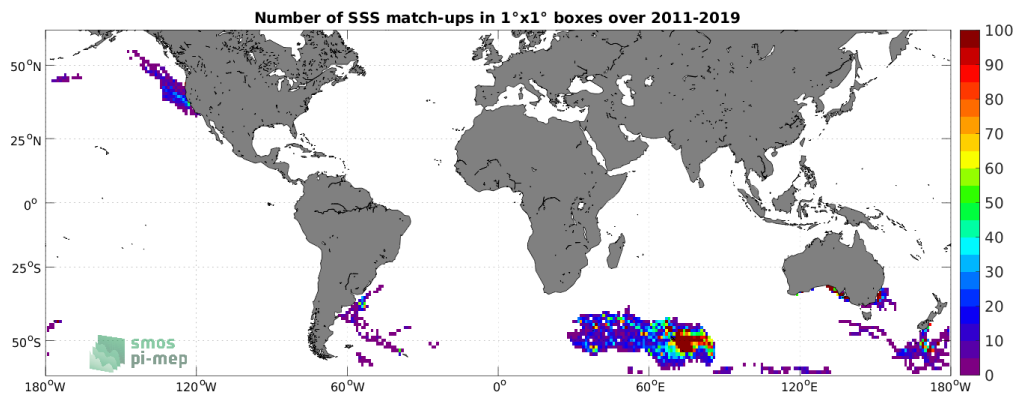 Number of SSS match-ups in 1°x1° boxes over 2011-2019
50°N
25°N
0°
25°S
50°S
180°W
120°W
60°W
0°
60°E
120°E
180°W
100
90
80
70
60
50
40
30
20
10
0
smos
pi-mep